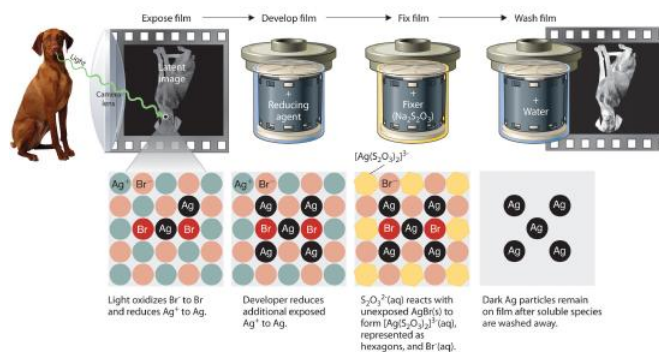 Expose film
Develop film
Fix film
Wash film
Light
Latent
image
Camera
lens
+
Reducing
agent
+
Fixer
(Na₂S₂O₃)
+
Water
[Ag(S₂O₃)₂]³⁻
Ag⁺ Br⁻
Ag
Br Ag Br
Ag⁺ Br⁻
Ag Ag
Br Ag Br
Ag Ag
Br⁻
Ag Ag
Br Ag Br
Ag Ag
Ag Ag
Ag
Ag Ag
Light oxidizes Br⁻ to Br
and reduces Ag⁺ to Ag.
Developer reduces
additional exposed
Ag⁺ to Ag.
S₂O₃²⁻(aq) reacts with
unexposed AgBr(s) to
form [Ag(S₂O₃)₂]³⁻(aq),
represented as
hexagons, and Br⁻(aq).
Dark Ag particles remain
on film after soluble species
are washed away.